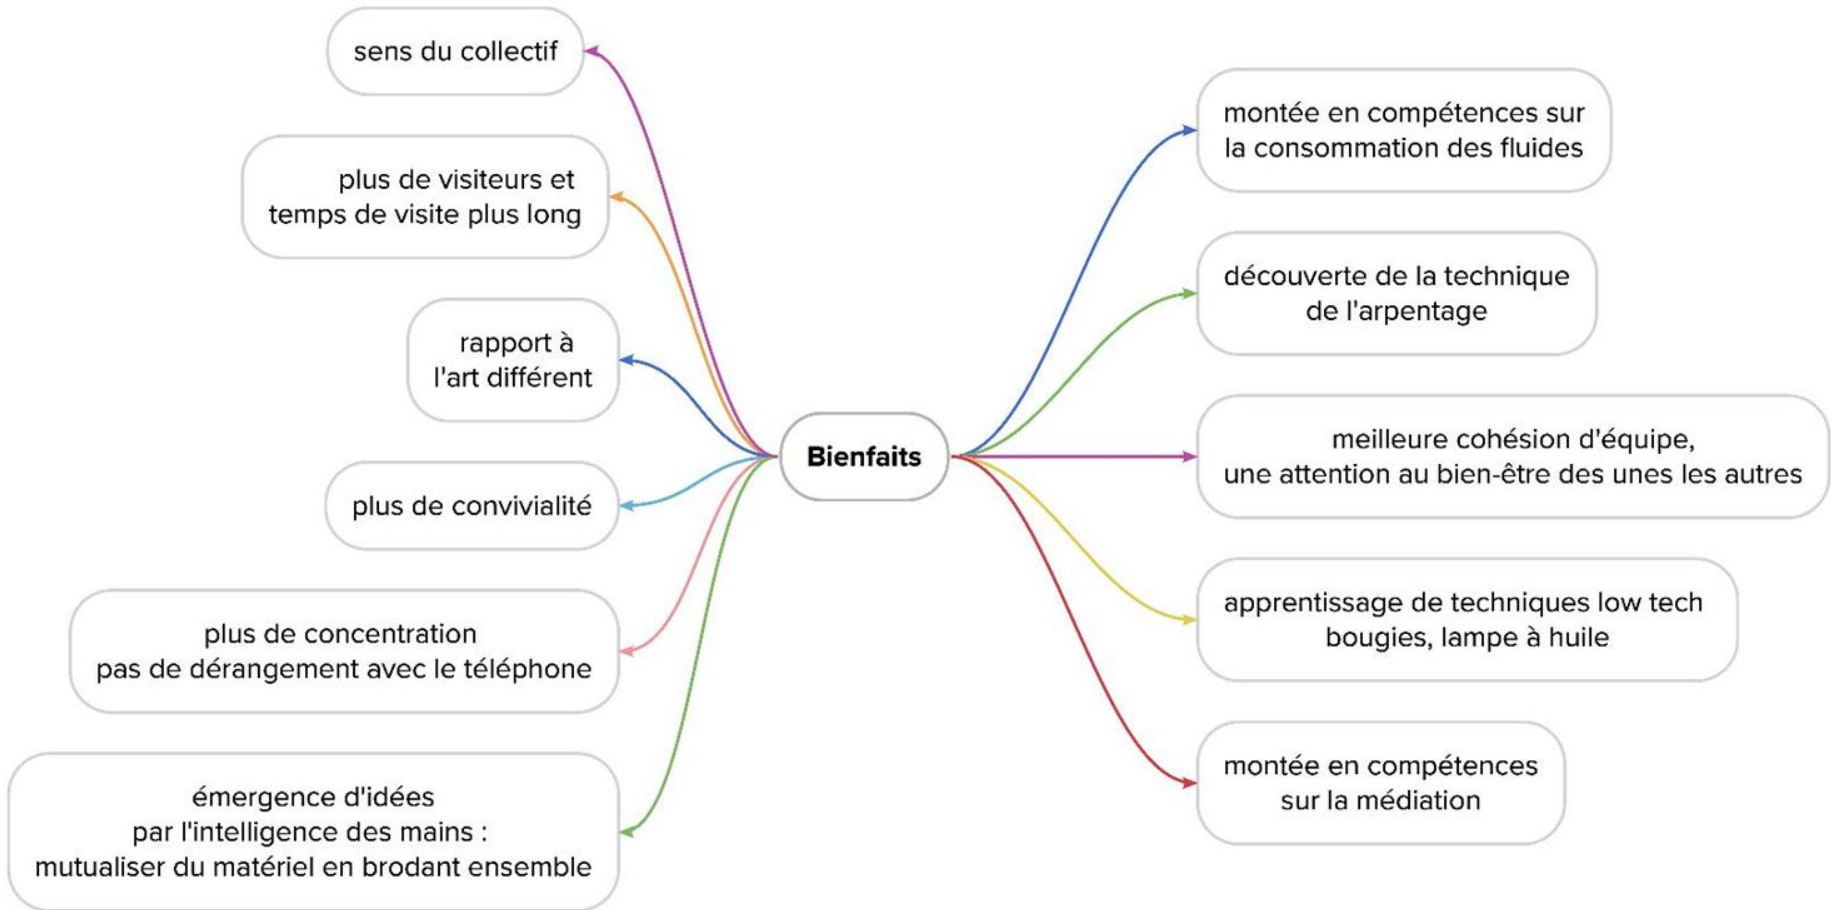 sens du collectif
plus de visiteurs et
temps de visite plus long
rapport à
l'art différent
plus de convivialité
plus de concentration
pas de dérangement avec le téléphone
émergence d'idées
par l'intelligence des mains :
mutualiser du matériel en brodant ensemble
Bienfaits
montée en compétences sur
la consommation des fluides
découverte de la technique
de l'arpentage
meilleure cohésion d'équipe,
une attention au bien-être des unes les autres
apprentissage de techniques low tech
bougies, lampe à huile
montée en compétences
sur la médiation